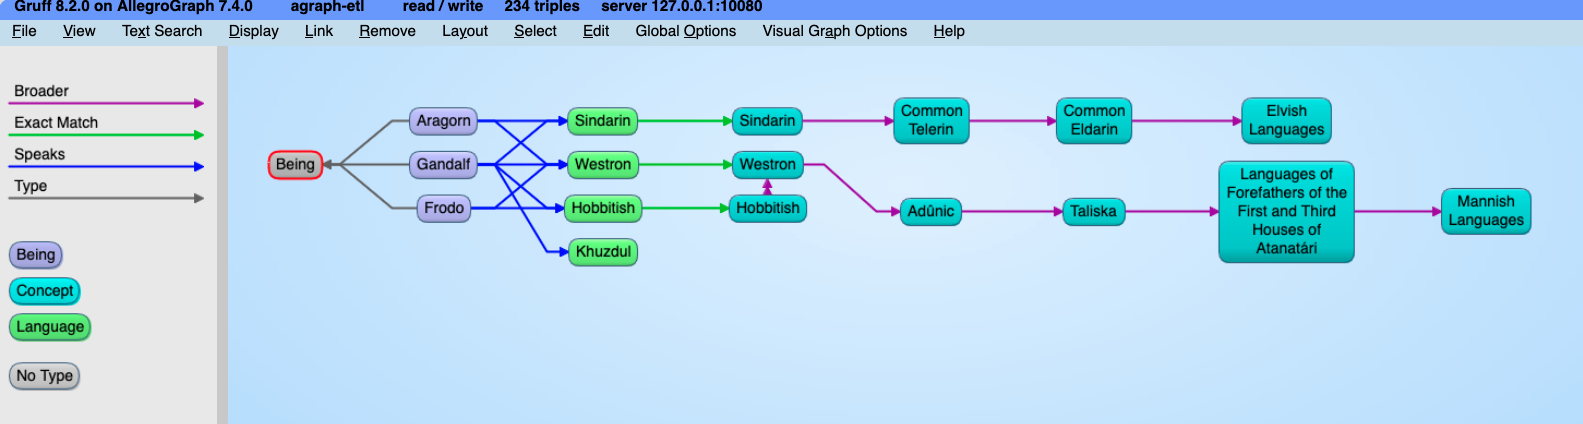 Gruff 8.2.0 on AllegroGraph 7.4.0 agraph-etl read / write 234 triples server 127.0.0.1:10080
File View Text Search Display Link Remove Layout Select Edit Global Options Visual Graph Options Help
Broader
Exact Match
Speaks
Type
Being
Concept
Language
No Type
Being
Aragorn
Gandalf
Frodo
Sindarin
Westron
Hobbitish
Khuzdul
Sindarin
Westron
Hobbitish
Common
Telerin
Common
Eldarin
Elvish
Languages
Adûnic
Taliska
Languages of
Forefathers of the
First and Third
Houses of
Atanatári
Mannish
Languages